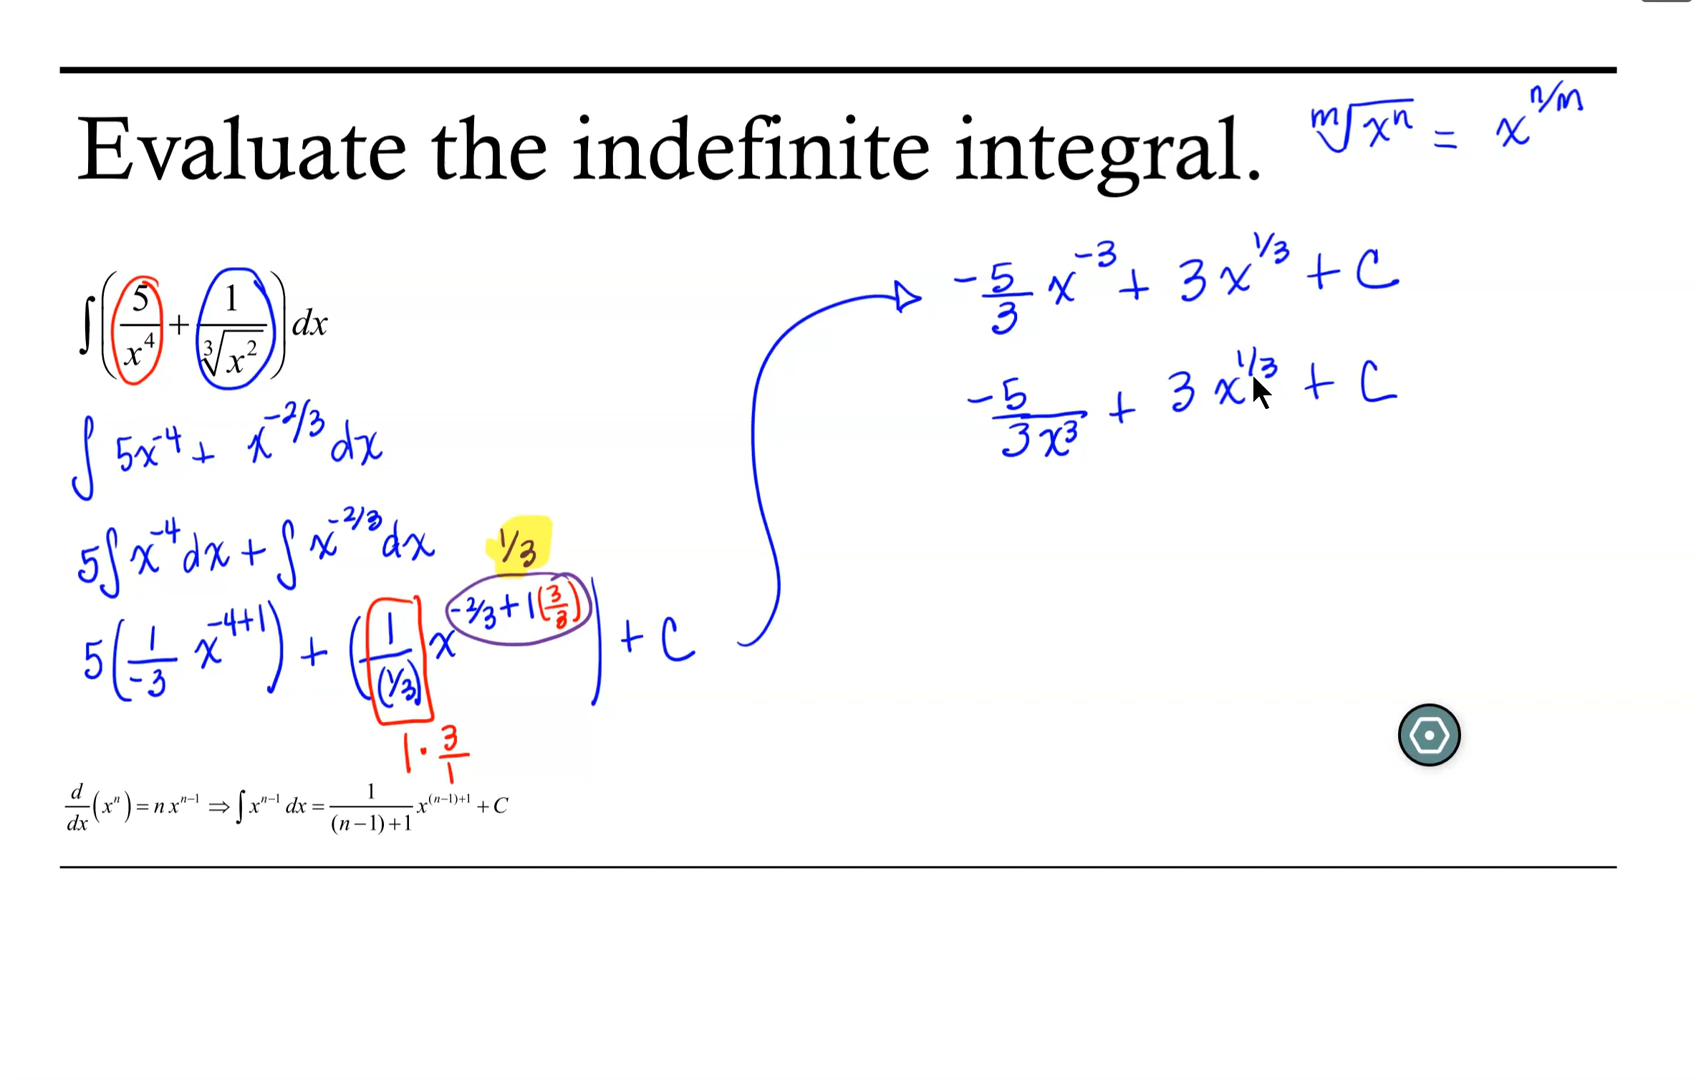 Evaluate the indefinite integral.
ᵐ√xⁿ = x^(n/m)
∫(5/x⁴ + 1/³√x²) dx
∫ 5x⁻⁴ + x^(-2/3) dx
5∫x⁻⁴dx + ∫x^(-2/3)dx
1/3
5(1/-3 x^(-4+1)) + (1/(1/3) x^(-2/3+1(3/3))) + C
1 · 3/1
d/dx(xⁿ) = n xⁿ⁻¹ ⇒ ∫xⁿ⁻¹ dx = 1/((n−1)+1) x^((n−1)+1) + C
-5/3 x⁻³ + 3x^(1/3) + C
-5/3x³ + 3x^(1/3) + C